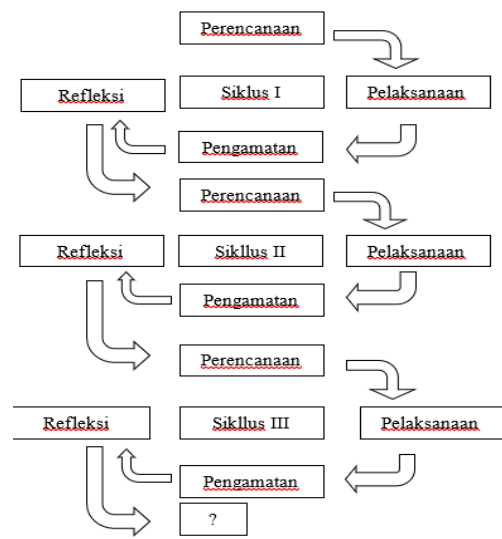 Perencanaan
Refleksi Siklus I Pelaksanaan
Pengamatan
Perencanaan
Refleksi Sikllus II Pelaksanaan
Pengamatan
Perencanaan
Refleksi Sikllus III Pelaksanaan
Pengamatan
?